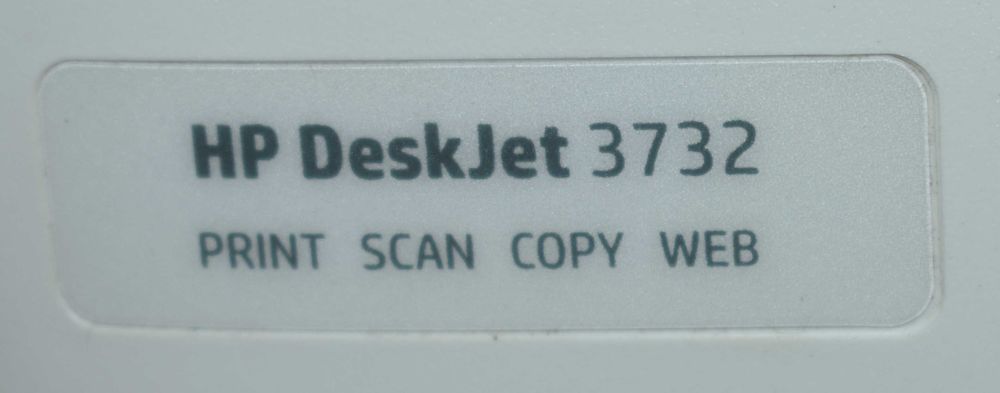 HP DeskJet 3732
PRINT SCAN COPY WEB